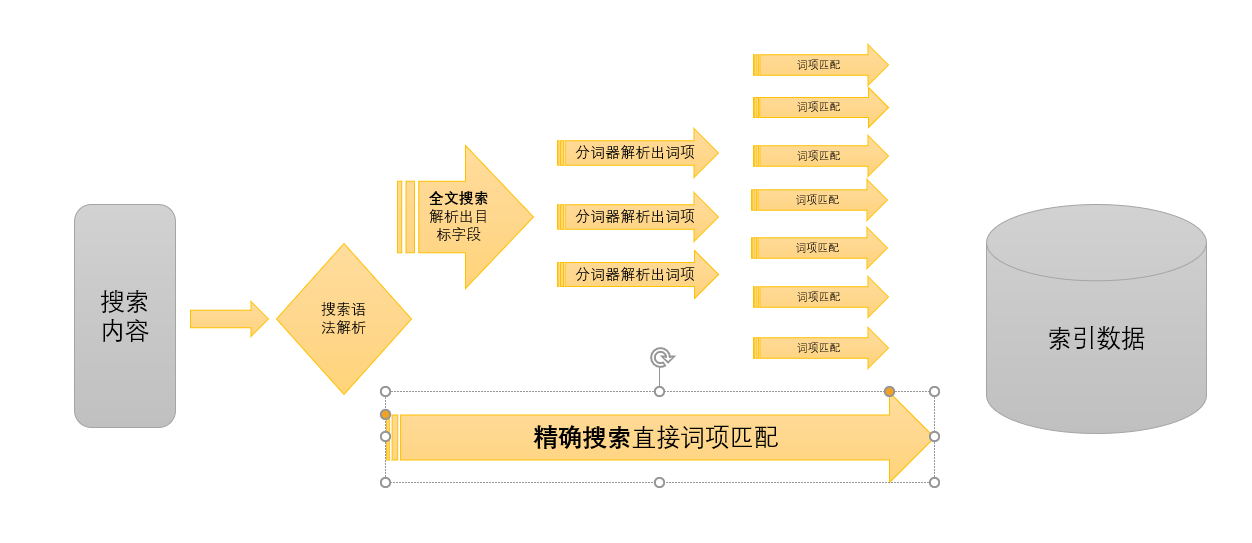 搜索
内容
搜索语
法解析
全文搜索
解析出目
标字段
分词器解析出词项
分词器解析出词项
分词器解析出词项
词项匹配
词项匹配
词项匹配
词项匹配
词项匹配
词项匹配
词项匹配
精确搜索直接词项匹配
索引数据